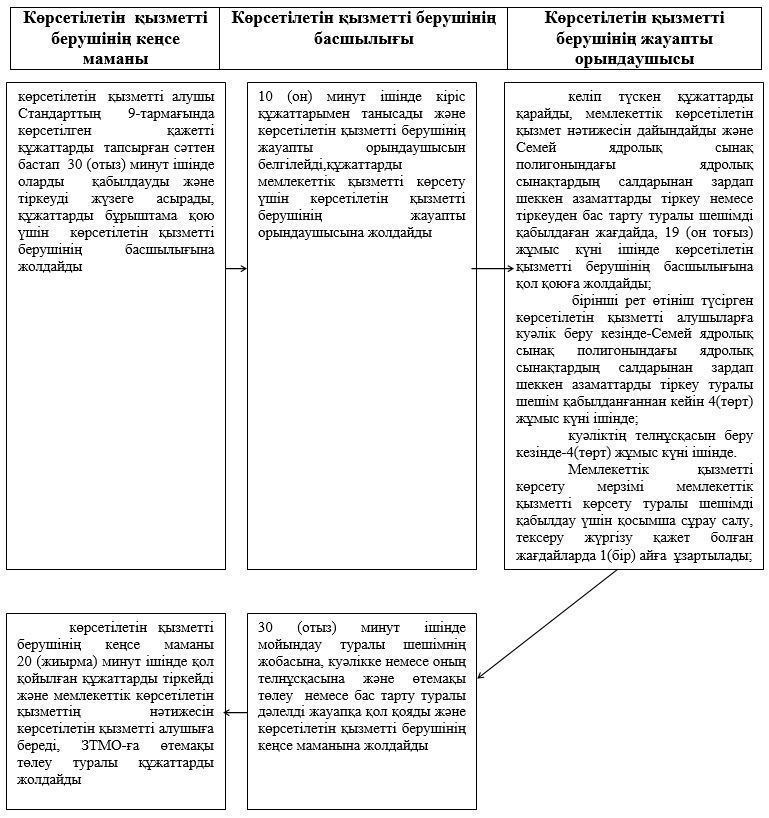 Көрсетілетін қызметті
берушінің кеңсе
маманы
Көрсетілетін қызметті берушінің
басшылығы
Көрсетілетін қызметті
берушінің жауапты
орындаушысы
көрсетілетін қызметті алушы
Стандарттың 9-тармағында
көрсетілген қажетті
құжаттарды тапсырған сәттен
бастап 30 (отыз) минут ішінде
оларды қабылдауды және
тіркеуді жүзеге асырады,
құжаттарды бұрыштама қою
үшін көрсетілетін қызметті
берушінің басшылығына
жолдайды
10 (он) минут ішінде кіріс
құжаттарымен танысады және
көрсетілетін қызметті берушінің
жауапты орындаушысын
белгілейді,құжаттарды
мемлекеттік қызметті көрсету
үшін көрсетілетін қызметті
берушінің жауапты
орындаушысына жолдайды
келіп түскен құжаттарды
қарайды, мемлекеттік көрсетілетін
қызмет нәтижесін дайындайды және
Семей ядролық сынақ
полигонындағы ядролық
сынақтардың салдарынан зардап
шеккен азаматтарды тіркеу немесе
тіркеуден бас тарту туралы шешімді
қабылдаған жағдайда, 19 (он тоғыз)
жұмыс күні ішінде көрсетілетін
қызметті берушінің басшылығына
қол қоюға жолдайды;
бірінші рет өтініш түсірген
көрсетілетін қызметті алушыларға
куәлік беру кезінде-Семей ядролық
сынақ полигонындағы ядролық
сынақтардың салдарынан зардап
шеккен азаматтарды тіркеу туралы
шешім қабылданғаннан кейін 4(төрт)
жұмыс күні ішінде;
куәліктің телнұсқасын беру
кезінде-4(төрт) жұмыс күні ішінде.
Мемлекеттік қызметті
көрсету мерзімі мемлекеттік
қызметті көрсету туралы шешімді
қабылдау үшін қосымша сұрау салу,
тексеру жүргізу қажет болған
жағдайларда 1(бір) айға ұзартылады;
көрсетілетін қызметті
берушінің кеңсе маманы
20 (жиырма) минут ішінде қол
қойылған құжаттарды тіркейді
және мемлекеттік көрсетілетін
қызметтің нәтижесін
көрсетілетін қызметті алушыға
береді, ЗТМО-ға өтемақы
төлеу туралы құжаттарды
жолдайды
30 (отыз) минут ішінде
мойындау туралы шешімнің
жобасына, куәлікке немесе оның
телнұсқасына және өтемақы
төлеу немесе бас тарту туралы
дәлелді жауапқа қол қояды және
көрсетілетін қызметті берушінің
кеңсе маманына жолдайды